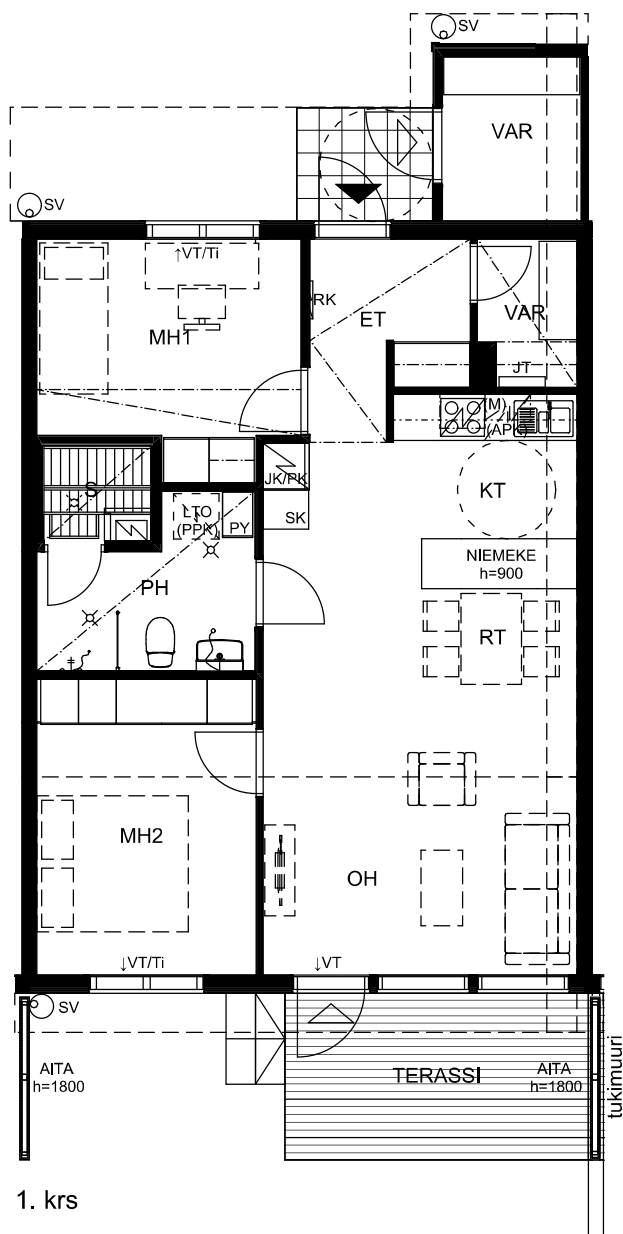 SV
VAR
SV
↑VT/Ti
RK
ET
VAR
MH1
JT
(M)
(APK)
S
JK/PK
KT
LTO
(PPK)
PY
SK
NIEMEKE
h=900
PH
RT
MH2
OH
↓VT/Ti
↓VT
SV
AITA
h=1800
TERASSI
AITA
h=1800
tukimuuri
1. krs